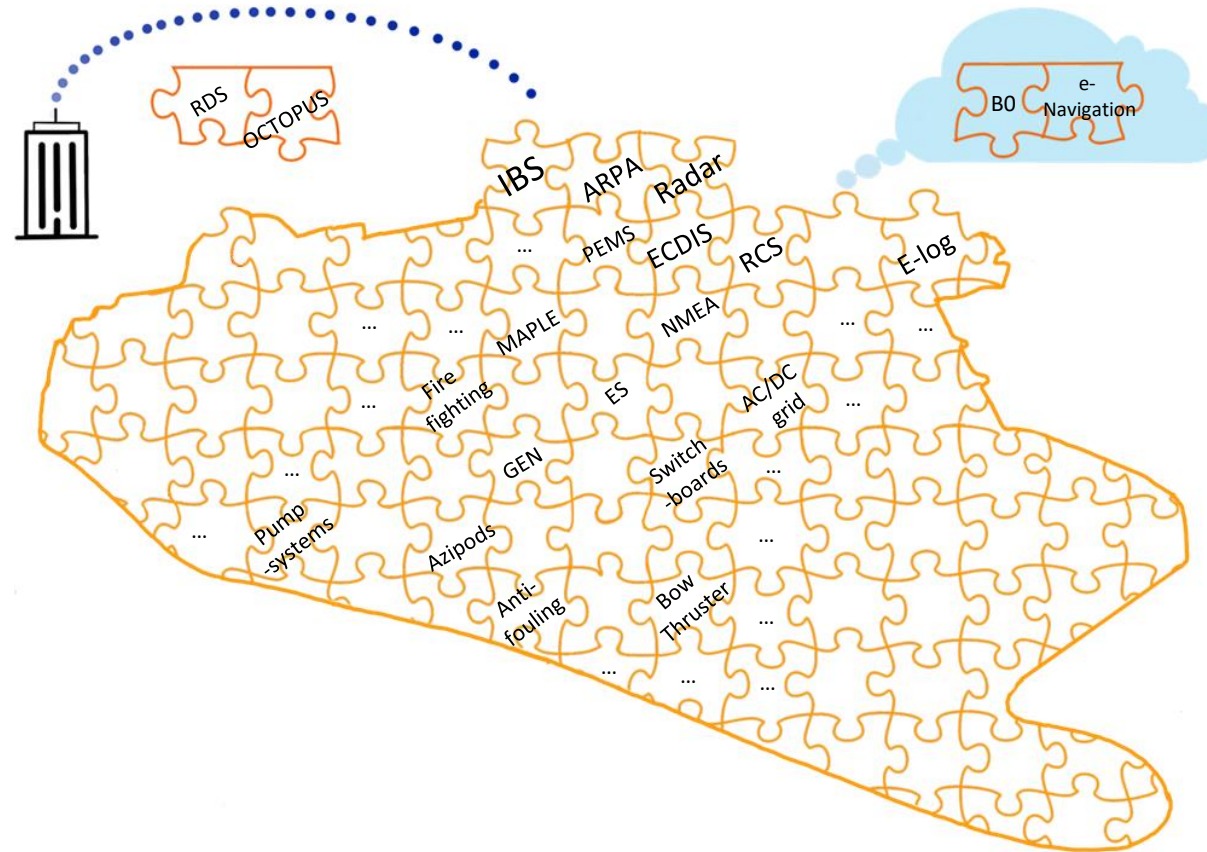 RDS
OCTOPUS
B0
e-
Navigation
IBS
ARPA
Radar
...
PEMS
ECDIS
RCS
E-log
...
...
MAPLE
NMEA
...
...
...
Fire
fighting
ES
AC/DC
grid
...
...
GEN
Switch
-boards
...
...
Pump
-systems
Azipods
...
Anti-
fouling
Bow
Thruster
...
...
...
...